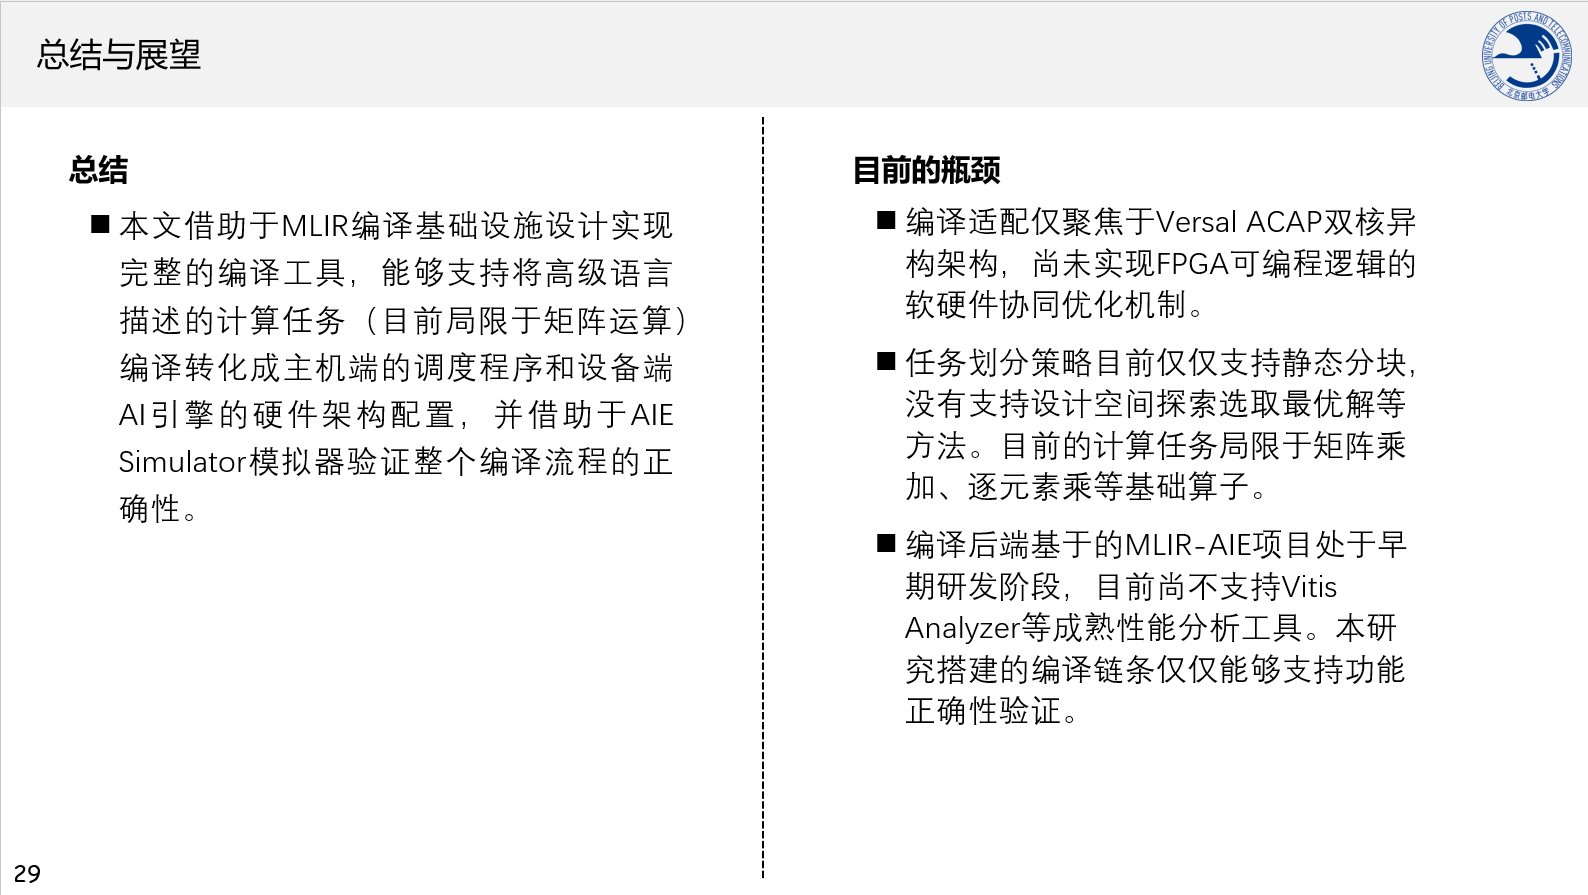 总结与展望
BEIJING UNIVERSITY OF POSTS AND TELECOMMUNICATIONS
北京邮电大学
总结
■ 本文借助于MLIR编译基础设施设计实现
完整的编译工具，能够支持将高级语言
描述的计算任务（目前局限于矩阵运算）
编译转化成主机端的调度程序和设备端
AI引擎的硬件架构配置，并借助于AIE
Simulator模拟器验证整个编译流程的正
确性。
目前的瓶颈
■ 编译适配仅聚焦于Versal ACAP双核异
构架构，尚未实现FPGA可编程逻辑的
软硬件协同优化机制。
■ 任务划分策略目前仅仅支持静态分块，
没有支持设计空间探索选取最优解等
方法。目前的计算任务局限于矩阵乘
加、逐元素乘等基础算子。
■ 编译后端基于的MLIR-AIE项目处于早
期研发阶段，目前尚不支持Vitis
Analyzer等成熟性能分析工具。本研
究搭建的编译链条仅仅能够支持功能
正确性验证。
29